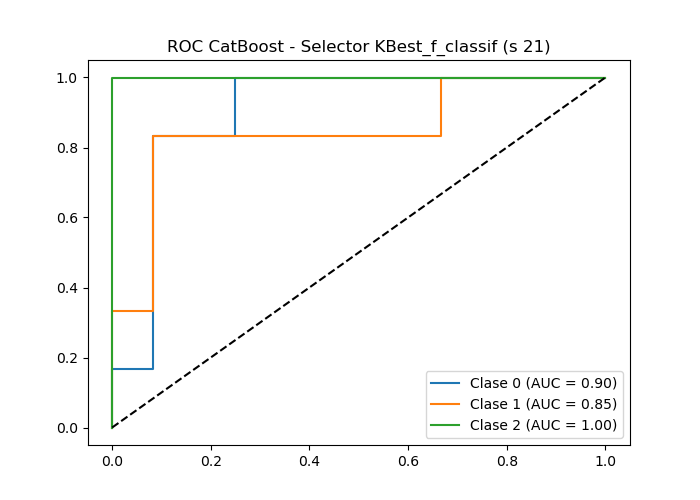 ROC CatBoost - Selector KBest_f_classif (s 21)
1.0
0.8
0.6
0.4
0.2
0.0
0.0 0.2 0.4 0.6 0.8 1.0
Clase 0 (AUC = 0.90)
Clase 1 (AUC = 0.85)
Clase 2 (AUC = 1.00)